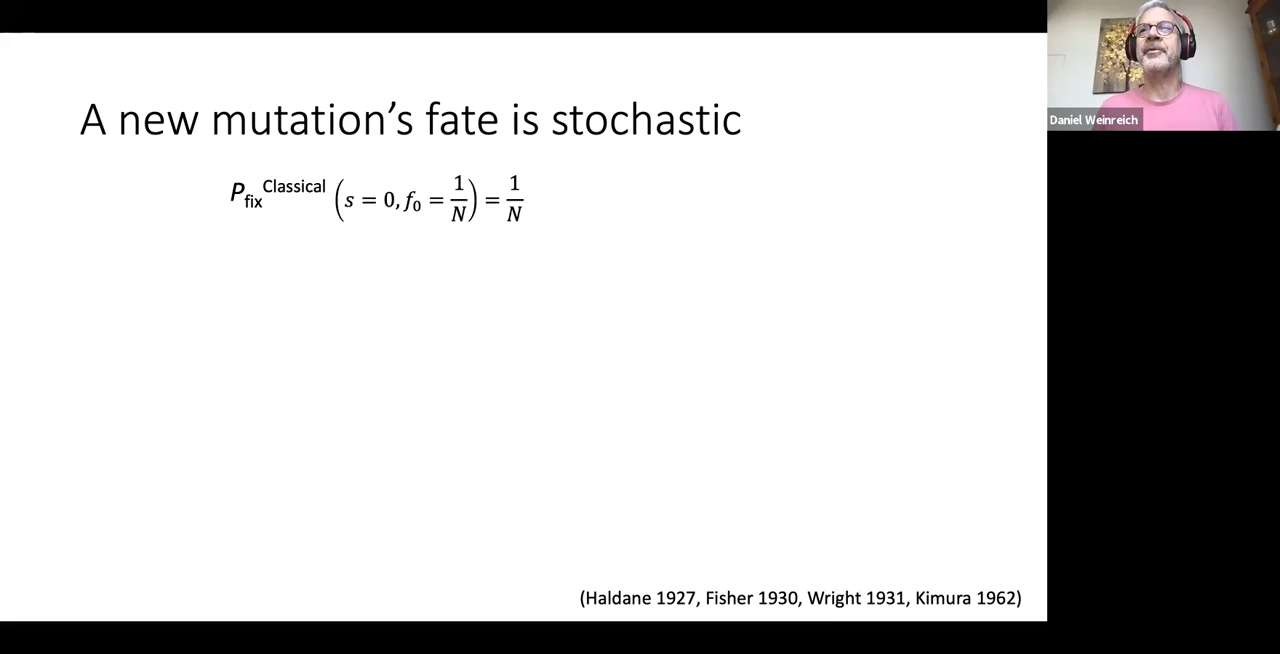 A new mutation’s fate is stochastic
P_fix^Classical (s = 0, f₀ = 1/N) = 1/N
(Haldane 1927, Fisher 1930, Wright 1931, Kimura 1962)
Daniel Weinreich